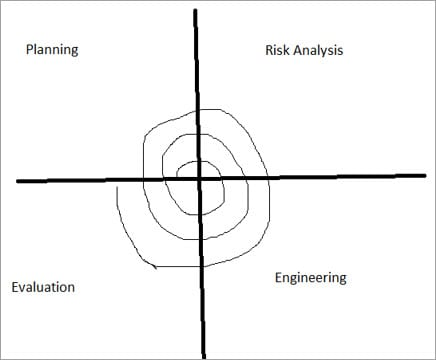 Planning
Risk Analysis
Evaluation
Engineering